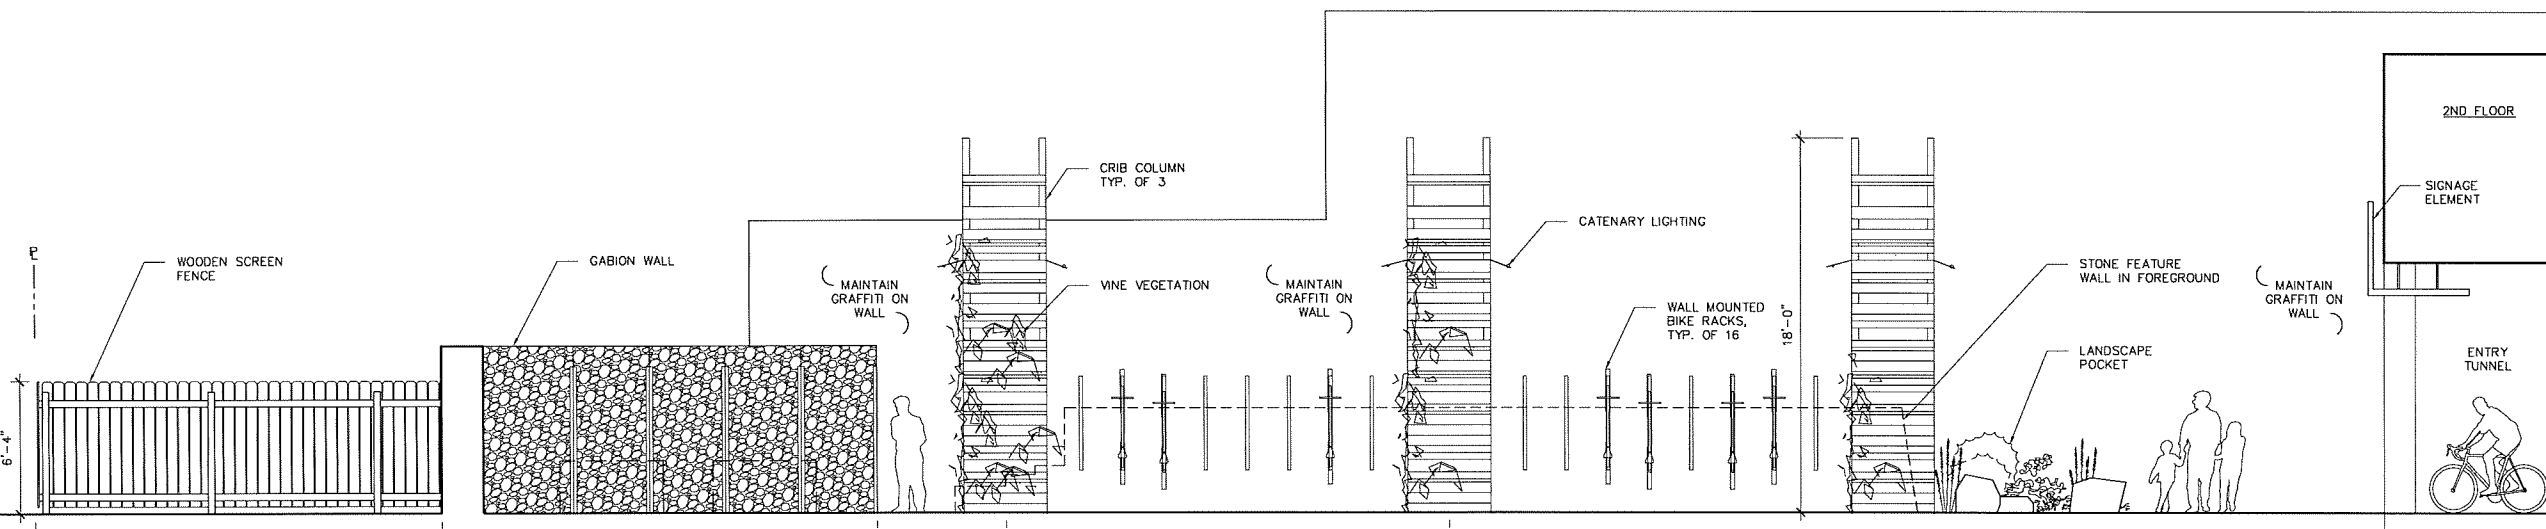 2ND FLOOR
CRIB COLUMN
TYP. OF 3
SIGNAGE
ELEMENT
CATENARY LIGHTING
PL
WOODEN SCREEN
FENCE
GABION WALL
MAINTAIN
GRAFFITI ON
WALL
VINE VEGETATION
MAINTAIN
GRAFFITI ON
WALL
WALL MOUNTED
BIKE RACKS,
TYP. OF 16
18'-0"
STONE FEATURE
WALL IN FOREGROUND
MAINTAIN
GRAFFITI ON
WALL
LANDSCAPE
POCKET
ENTRY
TUNNEL
6'-4"